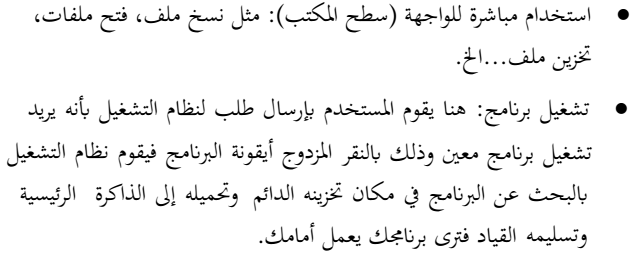 • استخدام مباشرة للواجهة (سطح المكتب): مثل نسخ ملف، فتح ملفات،
تخزين ملف...الخ.
• تشغيل برنامج: هنا يقوم المستخدم بإرسال طلب لنظام التشغيل بأنه يريد
تشغيل برنامج معين وذلك بالنقر المزدوج أيقونة البرنامج فيقوم نظام التشغيل
بالبحث عن البرنامج في مكان تخزينه الدائم وتحميله إلى الذاكرة الرئيسية
وتسليمه القياد فترى برنامجك يعمل أمامك.